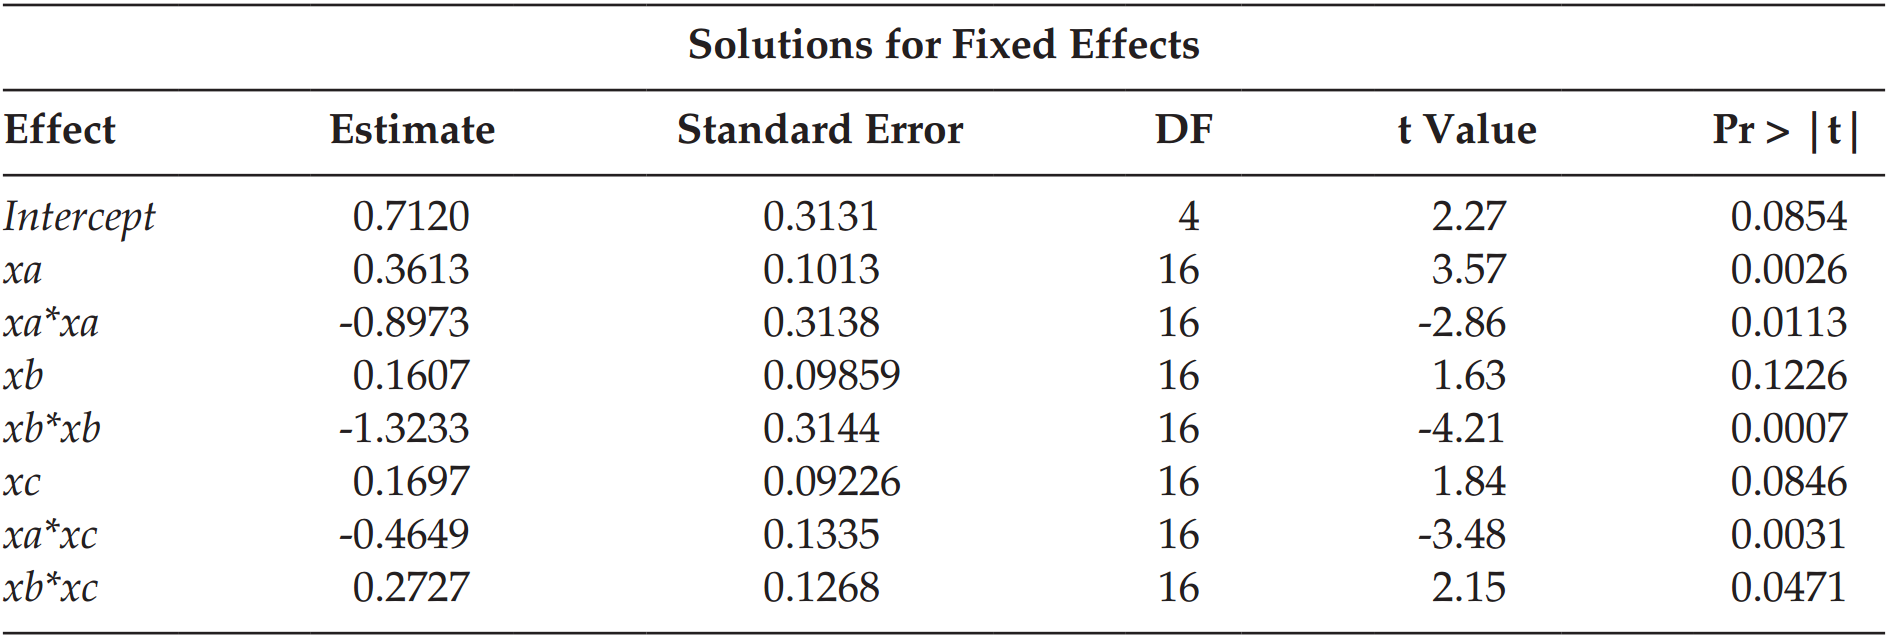 Solutions for Fixed Effects
Effect Estimate Standard Error DF t Value Pr > |t|
Intercept 0.7120 0.3131 4 2.27 0.0854
xa 0.3613 0.1013 16 3.57 0.0026
xa*xa -0.8973 0.3138 16 -2.86 0.0113
xb 0.1607 0.09859 16 1.63 0.1226
xb*xb -1.3233 0.3144 16 -4.21 0.0007
xc 0.1697 0.09226 16 1.84 0.0846
xa*xc -0.4649 0.1335 16 -3.48 0.0031
xb*xc 0.2727 0.1268 16 2.15 0.0471